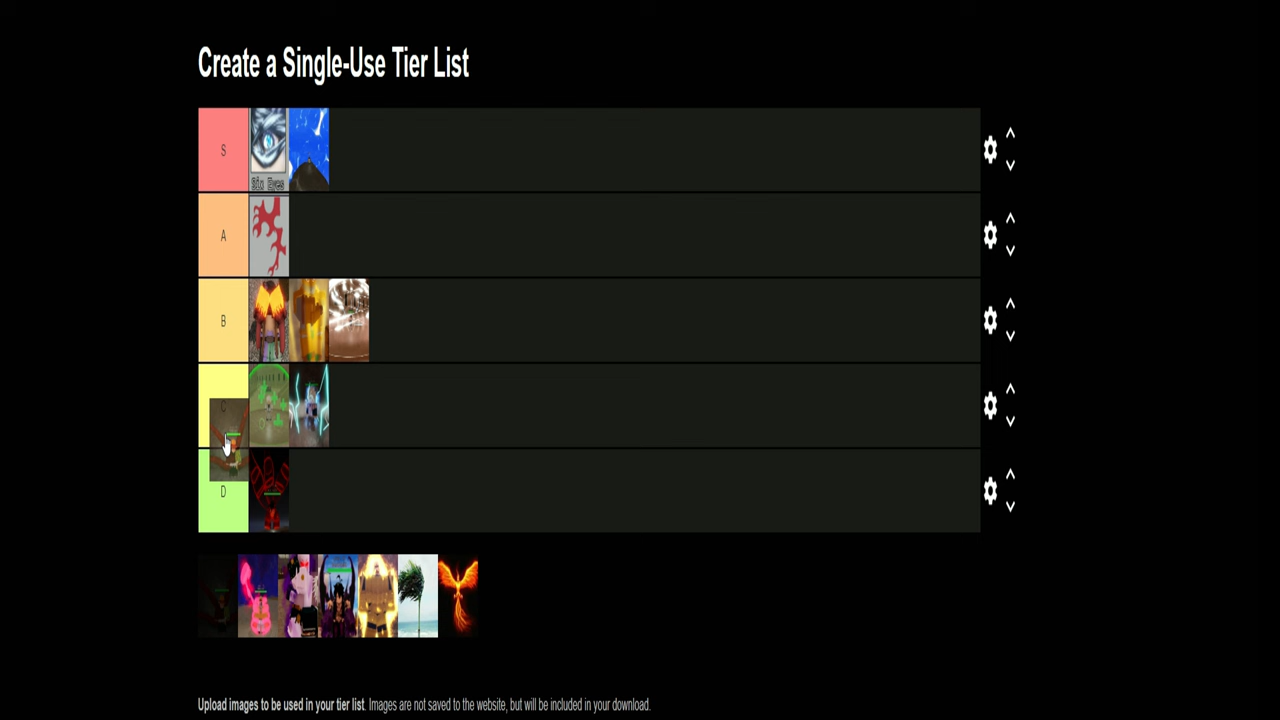 Create a Single-Use Tier List
S
Six Eyes
A
B
C
D
Upload images to be used in your tier list. Images are not saved to the website, but will be included in your download.